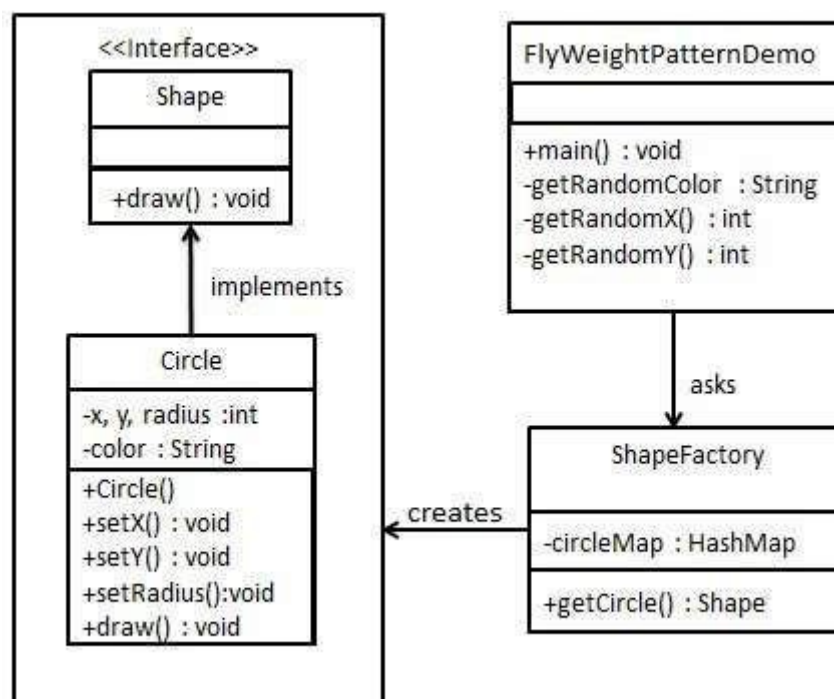 <<Interface>>
Shape
+draw() : void
implements
Circle
-x, y, radius :int
-color : String
+Circle()
+setX() : void
+setY() : void
+setRadius():void
+draw() : void
FlyWeightPatternDemo
+main() : void
-getRandomColor : String
-getRandomX() : int
-getRandomY() : int
asks
ShapeFactory
-circleMap : HashMap
+getCircle() : Shape
creates